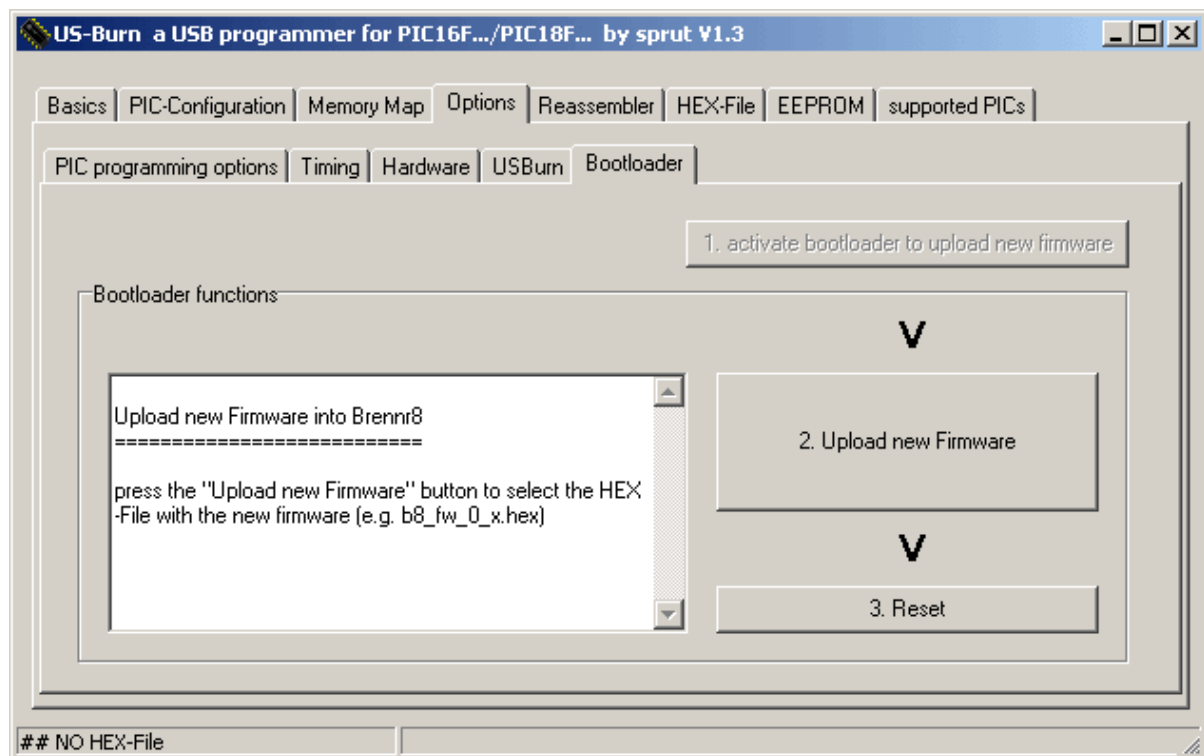 US-Burn a USB programmer for PIC16F.../PIC18F... by sprut V1.3
Basics PIC-Configuration Memory Map Options Reassembler HEX-File EEPROM supported PICs
PIC programming options Timing Hardware USBurn Bootloader
1. activate bootloader to upload new firmware
Bootloader functions
V
Upload new Firmware into Brennr8
===========================
press the "Upload new Firmware" button to select the HEX
-File with the new firmware (e.g. b8_fw_0_x.hex)
2. Upload new Firmware
V
3. Reset
## NO HEX-File